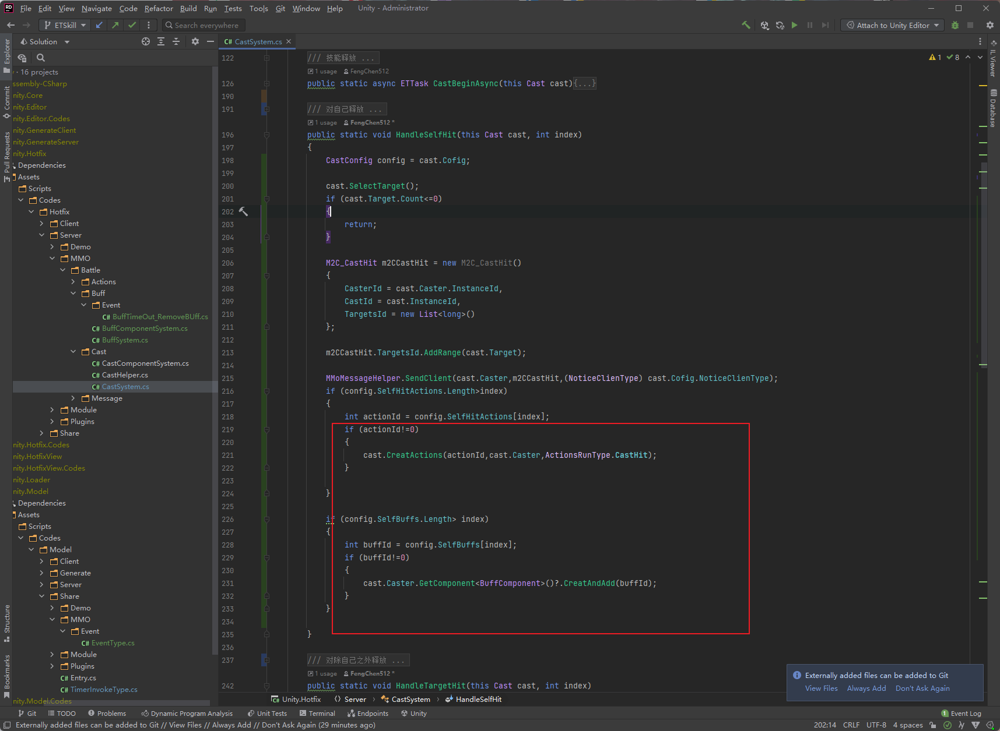 File Edit View Navigate Code Refactor Build Run Tests Tools Git Window Help Unity - Administrator
ETSkill Search everywhere Attach to Unity Editor
Solution CastSystem.cs
· 16 projects
ssembly-CSharp
nity.Core
nity.Editor
nity.Editor.Codes
nity.GenerateClient
nity.GenerateServer
nity.Hotfix
Dependencies
Assets
Scripts
Codes
Hotfix
Client
Server
Demo
MMO
Battle
Actions
Buff
Event
C# BuffTimeOut_RemoveBUff.cs
C# BuffComponentSystem.cs
C# BuffSystem.cs
Cast
C# CastComponentSystem.cs
C# CastHelper.cs
C# CastSystem.cs
Message
Module
Plugins
Share
nity.Hotfix.Codes
nity.HotfixView
nity.HotfixView.Codes
nity.Loader
nity.Model
Dependencies
Assets
Scripts
Codes
Model
Client
Generate
Server
Share
Demo
MMO
Event
C# EventType.cs
Module
Plugins
C# Entry.cs
C# TimerInvokeType.cs
nity.Model.Codes
Explorer
Commit
Pull Requests
Structure
Bookmarks
122 /// 技能释放 ...
1 usage FengChen512
126 public static async ETTask CastBeginAsync(this Cast cast){...}
190
191 /// 对自己释放 ...
1 usage FengChen512 *
196 public static void HandleSelfHit(this Cast cast, int index)
197 {
198 CastConfig config = cast.Cofig;
199
200 cast.SelectTarget();
201 if (cast.Target.Count<=0)
202 {
203 return;
204 }
205
206 M2C_CastHit m2CCastHit = new M2C_CastHit()
207 {
208 CasterId = cast.Caster.InstanceId,
209 CastId = cast.InstanceId,
210 TargetsId = new List<long>()
211 };
212
213 m2CCastHit.TargetsId.AddRange(cast.Target);
214
215 MMoMessageHelper.SendClient(cast.Caster,m2CCastHit,(NoticeClienType) cast.Cofig.NoticeClienType);
216 if (config.SelfHitActions.Length>index)
217 {
218 int actionId = config.SelfHitActions[index];
219 if (actionId!=0)
220 {
221 cast.CreatActions(actionId,cast.Caster,ActionsRunType.CastHit);
222 }
223
224 }
225
226 if (config.SelfBuffs.Length> index)
227 {
228 int buffId = config.SelfBuffs[index];
229 if (buffId!=0)
230 {
231 cast.Caster.GetComponent<BuffComponent>()?.CreatAndAdd(buffId);
232 }
233 }
234
235 }
236
237 /// 对除自己之外释放 ...
1 usage FengChen512 *
242 public static void HandleTargetHit(this Cast cast, int index)
1 8
IL Viewer
Database
Externally added files can be added to Git
View Files Always Add Don't Ask Again
Unity.Hotfix Server CastSystem HandleSelfHit
Git TODO Problems Dynamic Program Analysis Unit Tests Terminal Endpoints Unity 1 Event Log
Externally added files can be added to Git // View Files // Always Add // Don't Ask Again (29 minutes ago) 202:14 CRLF UTF-8 4 spaces